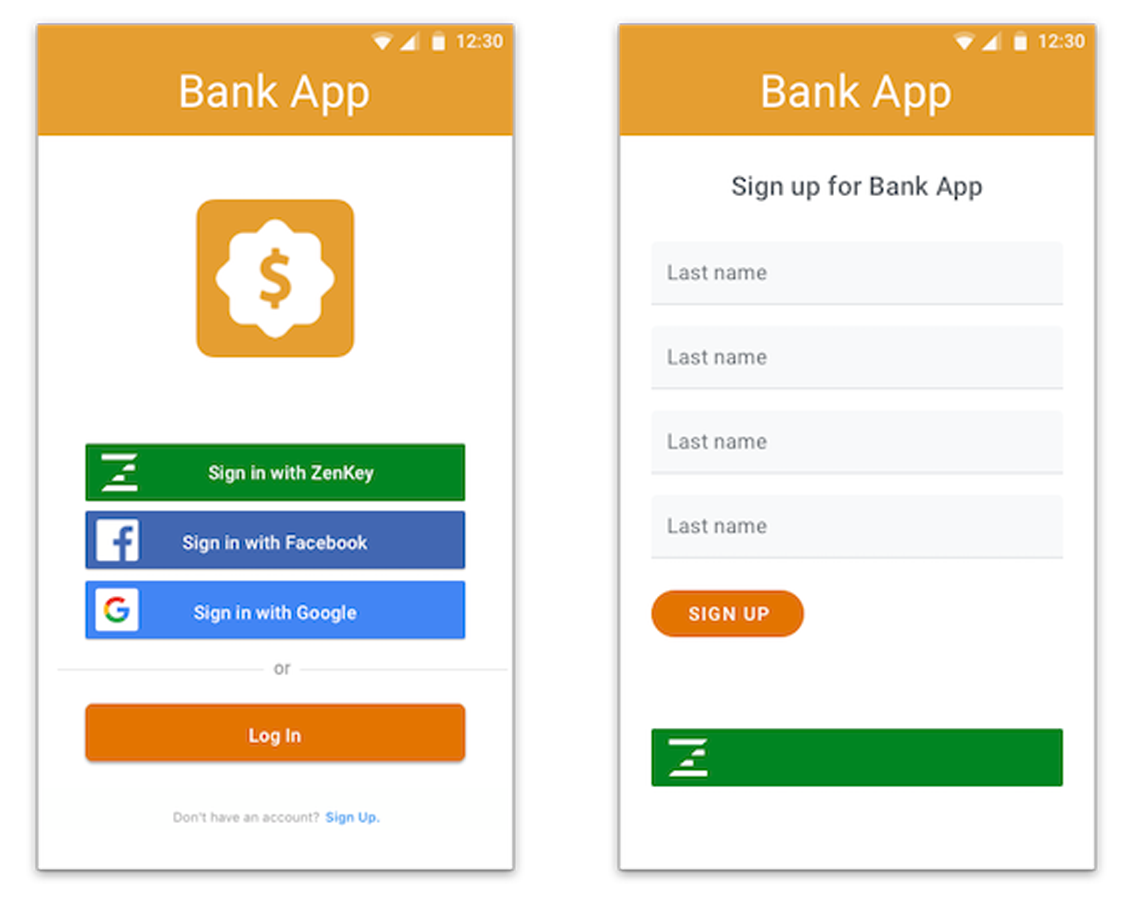 12:30
Bank App
$
Sign in with ZenKey
Sign in with Facebook
Sign in with Google
or
Log In
Don't have an account? Sign Up.
12:30
Bank App
Sign up for Bank App
Last name
Last name
Last name
Last name
SIGN UP